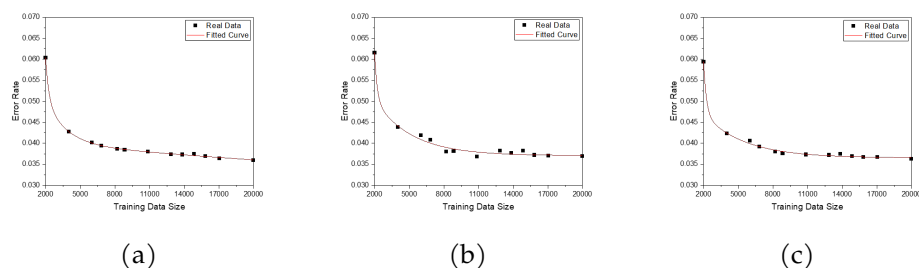 0.070
0.065
0.060
0.055
0.050
0.045
0.040
0.035
0.030
Error Rate
Real Data
Fitted Curve
2000 5000 8000 11000 14000 17000 20000
Training Data Size
(a)
0.070
0.065
0.060
0.055
0.050
0.045
0.040
0.035
0.030
Error Rate
Real Data
Fitted Curve
2000 5000 8000 11000 14000 17000 20000
Training Data Size
(b)
0.070
0.065
0.060
0.055
0.050
0.045
0.040
0.035
0.030
Error Rate
Real Data
Fitted Curve
2000 5000 8000 11000 14000 17000 20000
Training Data Size
(c)